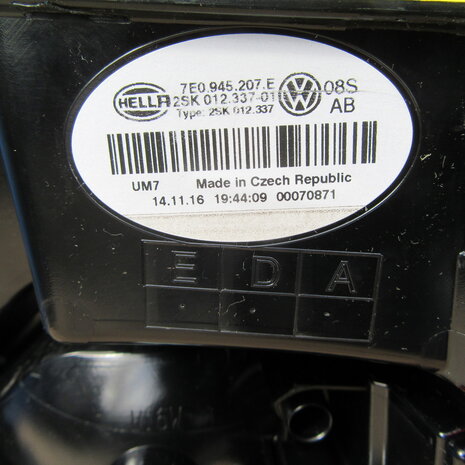 HELLA
7E0.945.207.E
2SK 012.337-01
Type: 2SK 012.337
08S
AB
UM7 Made in Czech Republic
14.11.16 19:44:09 00070871
E D A